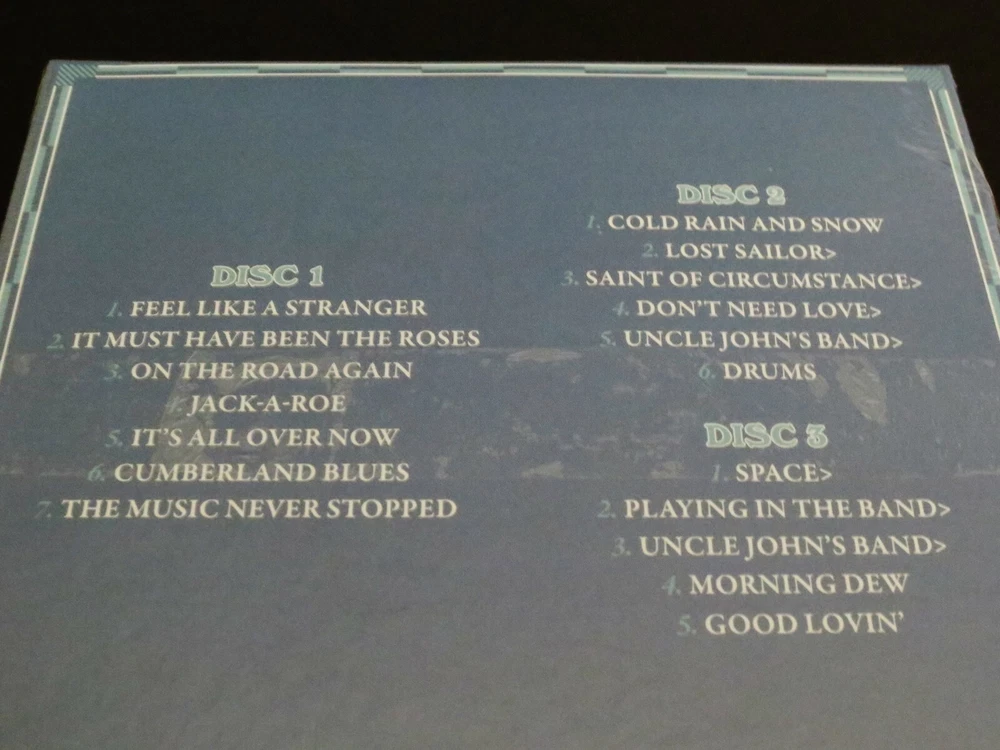 DISC 1
1. FEEL LIKE A STRANGER
2. IT MUST HAVE BEEN THE ROSES
3. ON THE ROAD AGAIN
4. JACK-A-ROE
5. IT'S ALL OVER NOW
6. CUMBERLAND BLUES
7. THE MUSIC NEVER STOPPED
DISC 2
1. COLD RAIN AND SNOW
2. LOST SAILOR>
3. SAINT OF CIRCUMSTANCE>
4. DON'T NEED LOVE>
5. UNCLE JOHN'S BAND>
6. DRUMS
DISC 3
1. SPACE>
2. PLAYING IN THE BAND>
3. UNCLE JOHN'S BAND>
4. MORNING DEW
5. GOOD LOVIN'